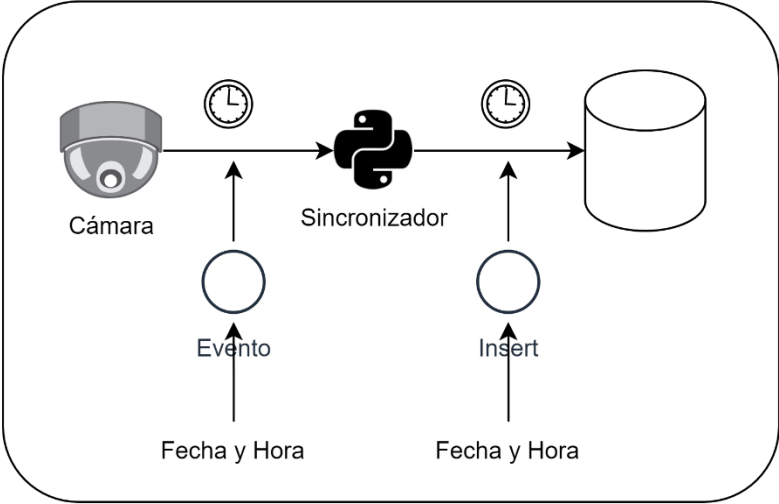 Cámara
Sincronizador
Evento
Insert
Fecha y Hora
Fecha y Hora